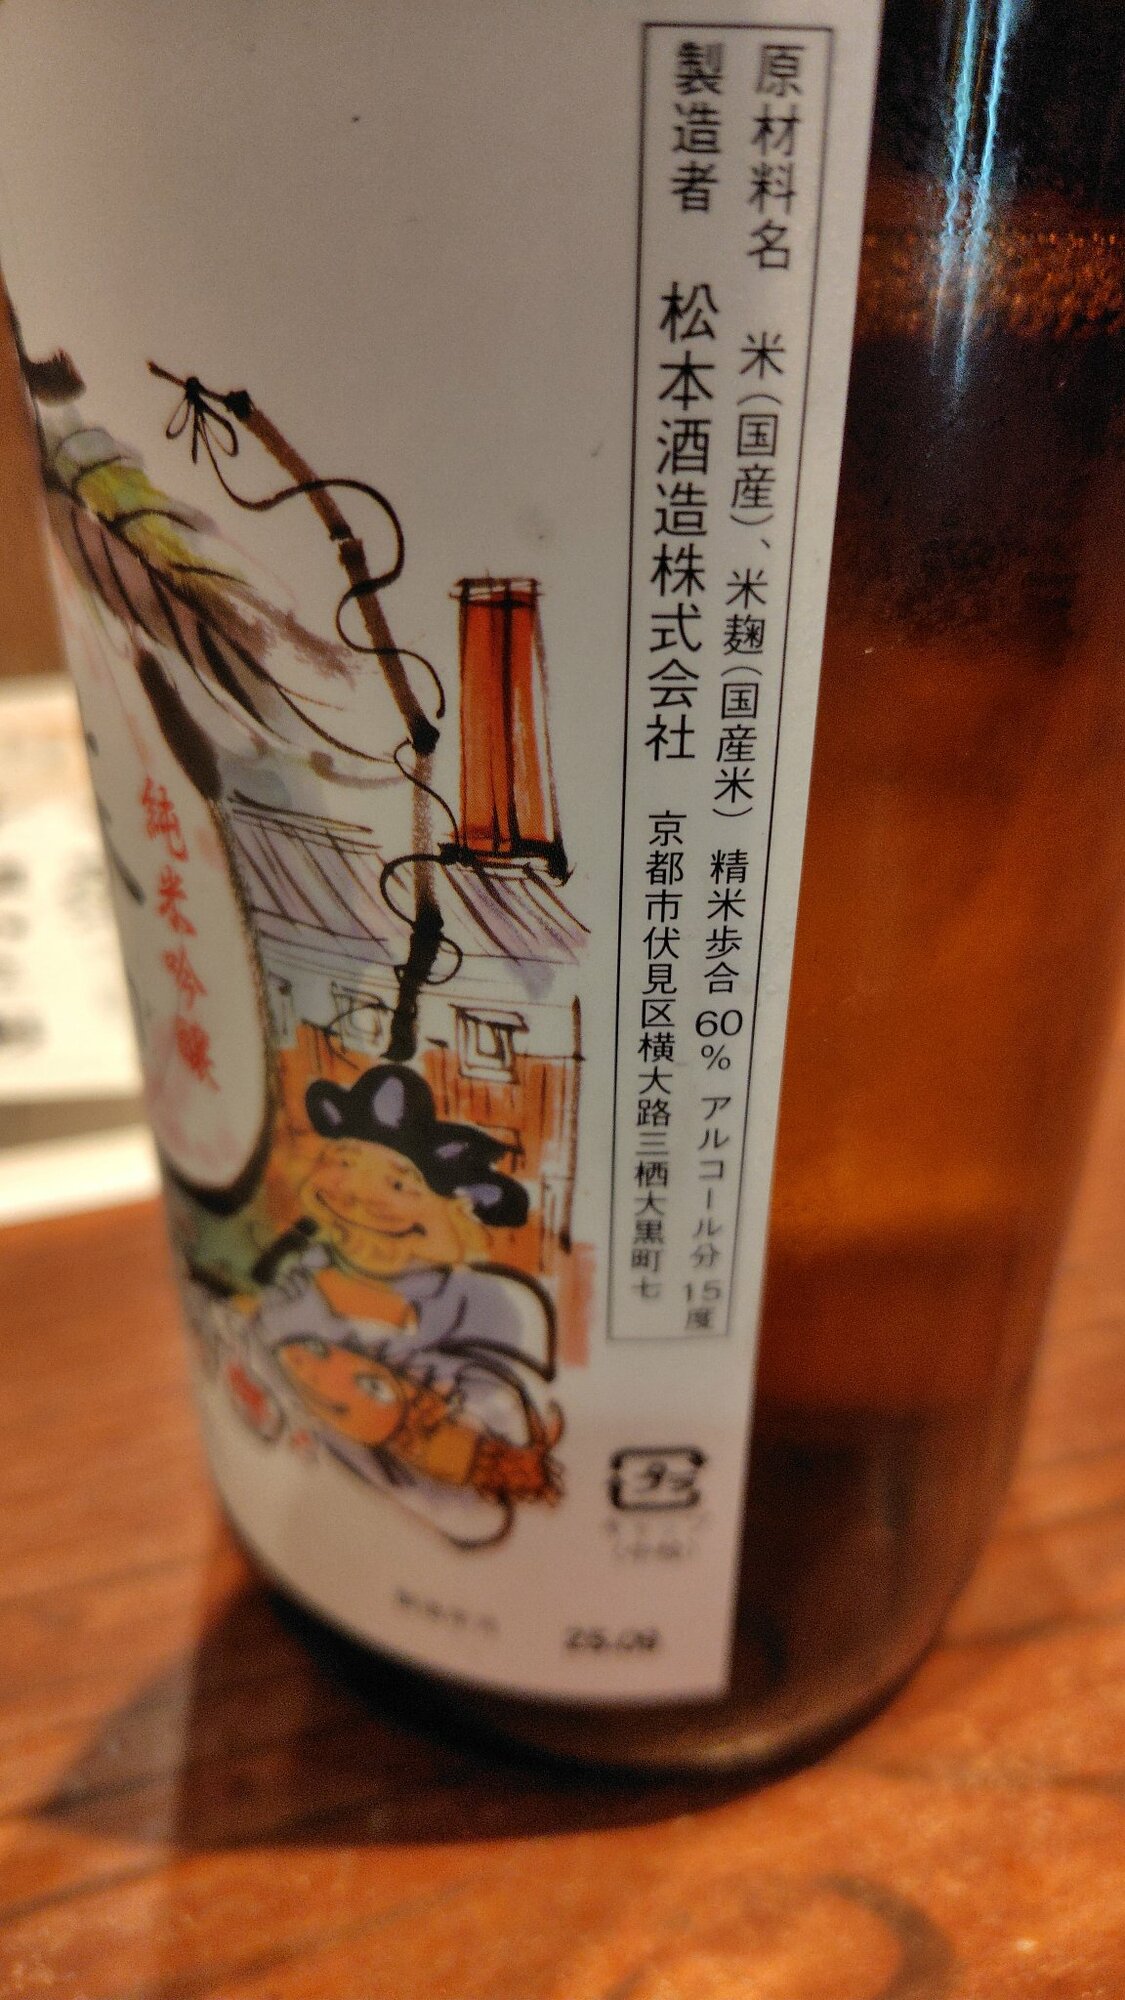 原材料名 米(国産)、米麹(国産米) 精米歩合60% アルコール分15度
製造者 松本酒造株式会社 京都市伏見区横大路三栖大黒町七
純米吟醸